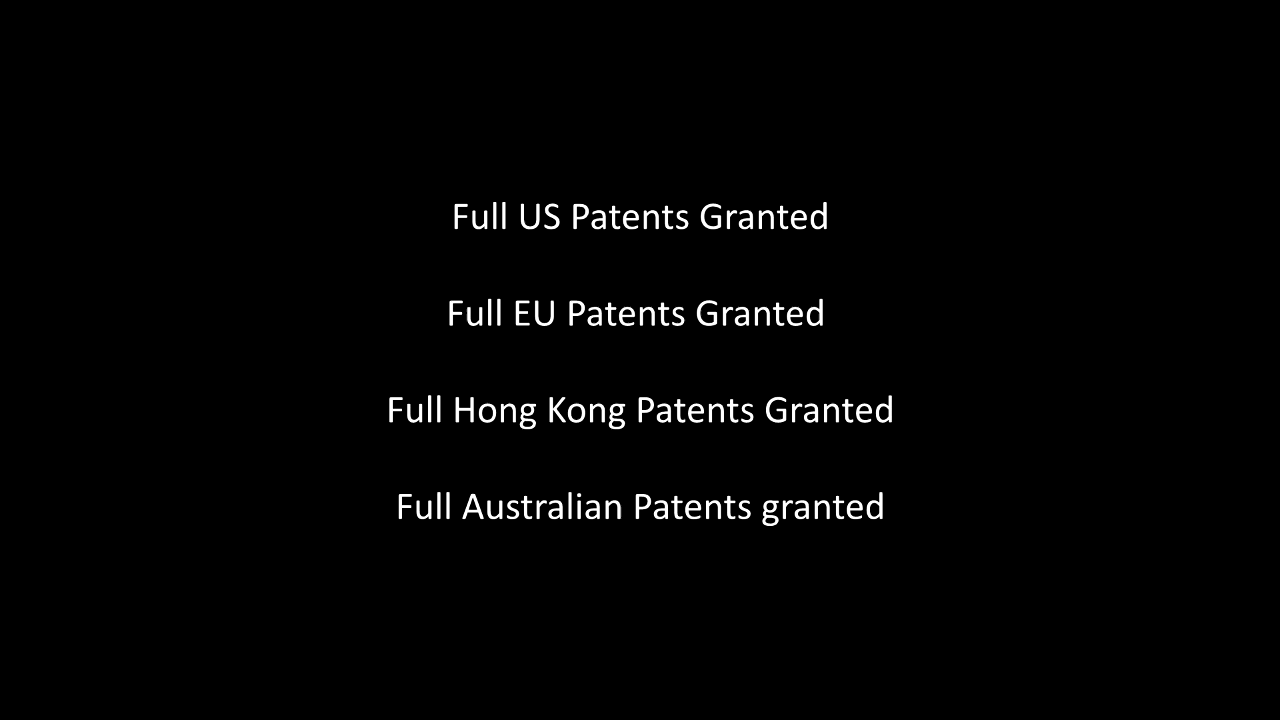 Full US Patents Granted
Full EU Patents Granted
Full Hong Kong Patents Granted
Full Australian Patents granted